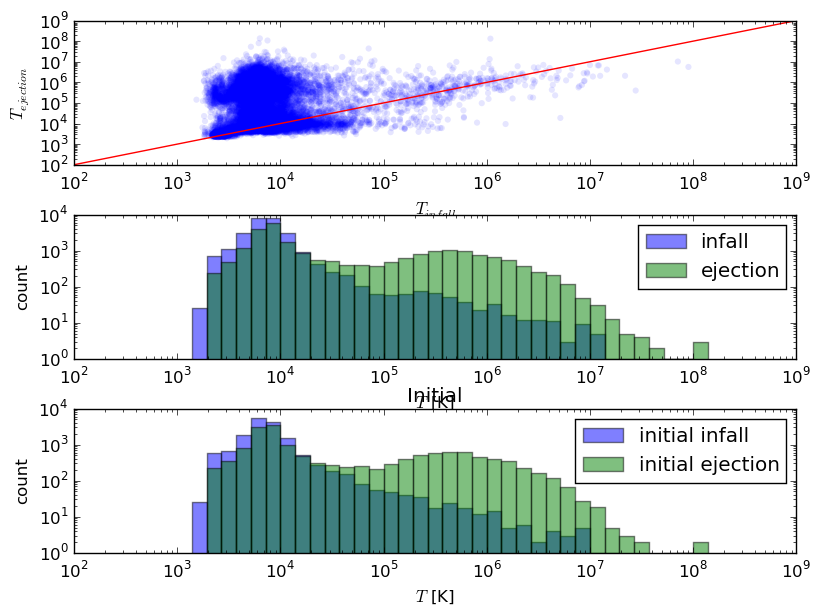 10^9
10^8
10^7
10^6
10^5
10^4
10^3
10^2
T_ejection
10^2 10^3 10^4 10^5 10^6 10^7 10^8 10^9
T_infall
10^4
10^3
10^2
10^1
10^0
count
infall
ejection
10^2 10^3 10^4 10^5 10^6 10^7 10^8 10^9
T [K]
Initial
10^4
10^3
10^2
10^1
10^0
count
initial infall
initial ejection
10^2 10^3 10^4 10^5 10^6 10^7 10^8 10^9
T [K]